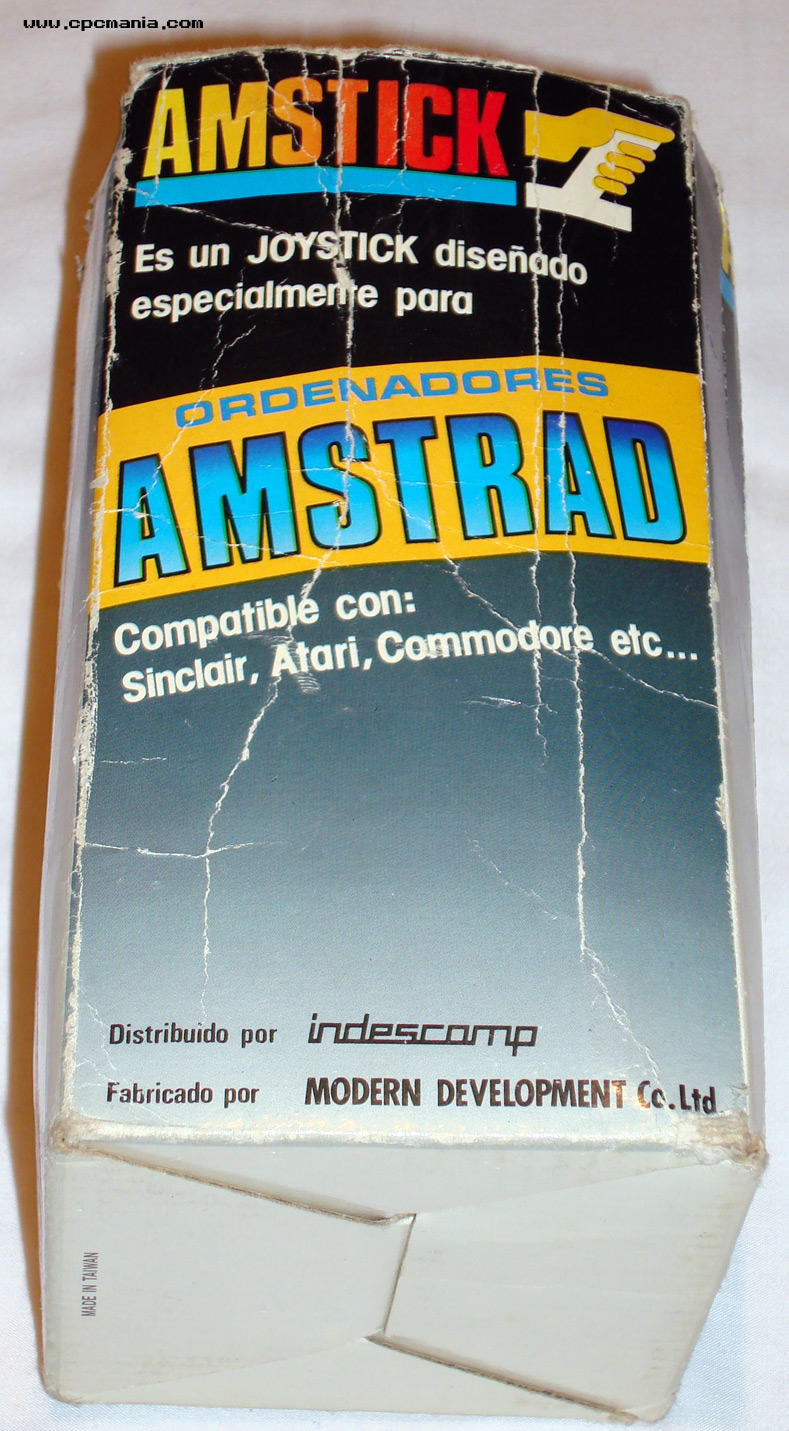 www.cpcmania.com
AMSTICK
Es un JOYSTICK diseñado
especialmente para
ORDENADORES
AMSTRAD
Compatible con:
Sinclair, Atari, Commodore etc...
Distribuido por indescomp
Fabricado por MODERN DEVELOPMENT Co.Ltd
MADE IN TAIWAN